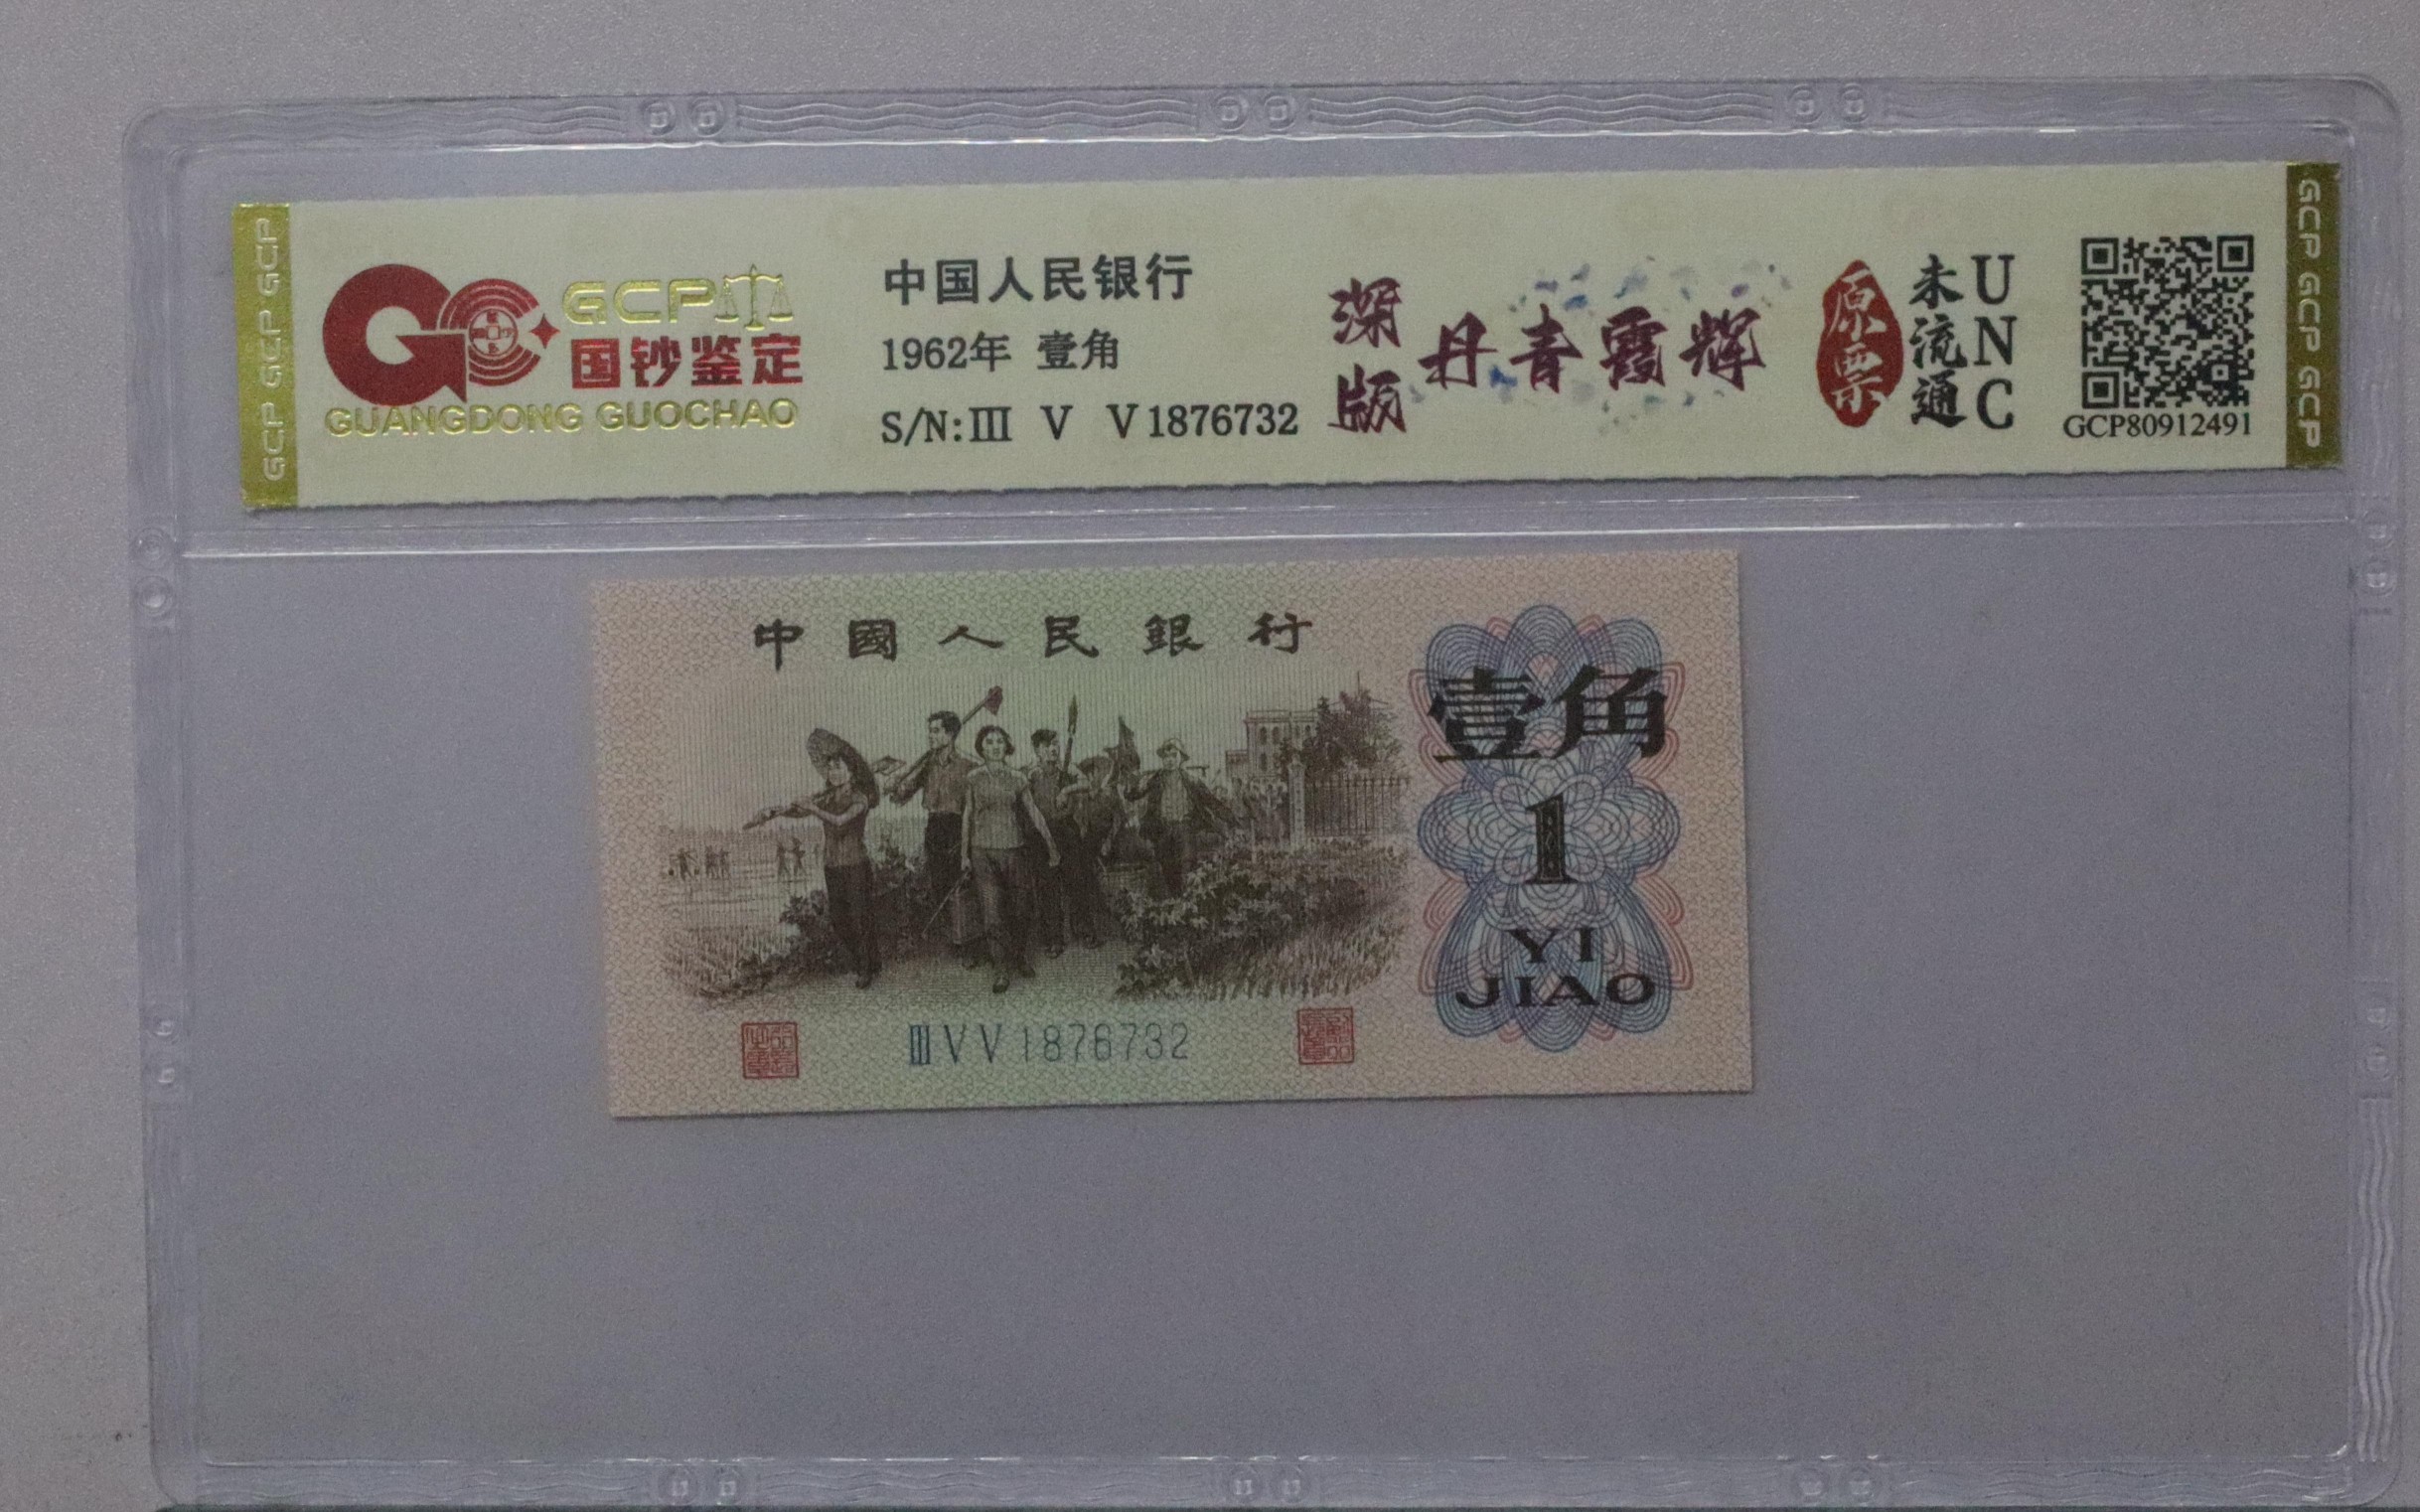 GCP GCP GCP
GCP
国钞鉴定
GUANGDONG GUOCHAO
中国人民银行
1962年 壹角
S/N:III V V1876732
深版
丹青霞辉
原票
未流通
UNC
GCP80912491
GCP GCP GCP
中國人民銀行
壹角
1
YI
JIAO
III V V 1876732